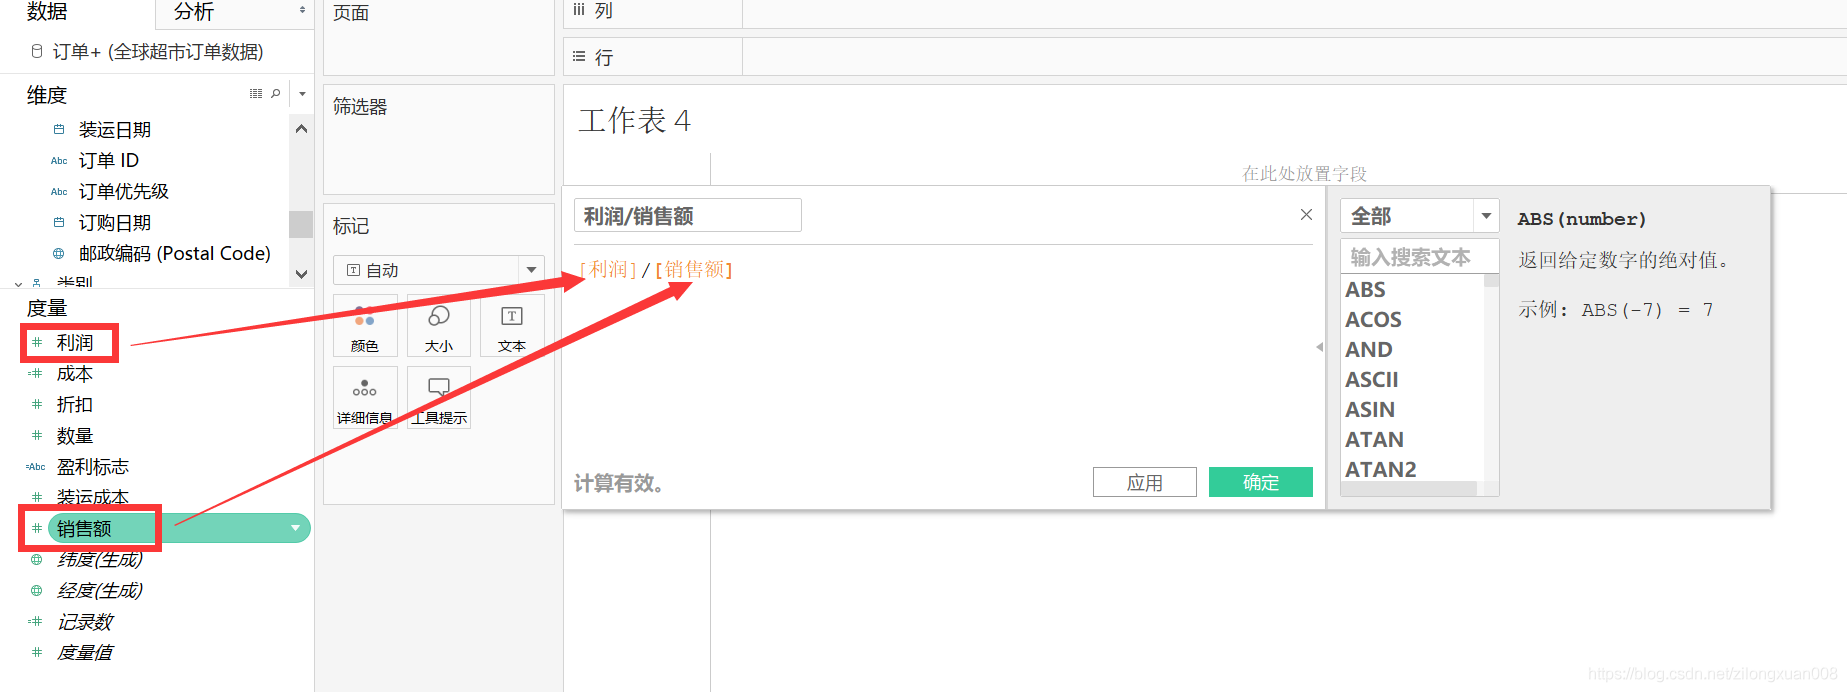 数据
分析
订单+ (全球超市订单数据)
维度
装运日期
Abc 订单 ID
Abc 订单优先级
订购日期
邮政编码 (Postal Code)
类别
度量
利润
成本
折扣
数量
=Abc 盈利标志
装运成本
销售额
纬度(生成)
经度(生成)
记录数
度量值
页面
筛选器
标记
自动
颜色
大小
文本
详细信息
工具提示
列
行
工作表 4
在此处放置字段
利润/销售额
[利润]/[销售额]
计算有效。
应用
确定
全部
输入搜索文本
ABS
ACOS
AND
ASCII
ASIN
ATAN
ATAN2
ABS(number)
返回给定数字的绝对值。
示例: ABS(-7) = 7
https://blog.csdn.net/zilongxuan008